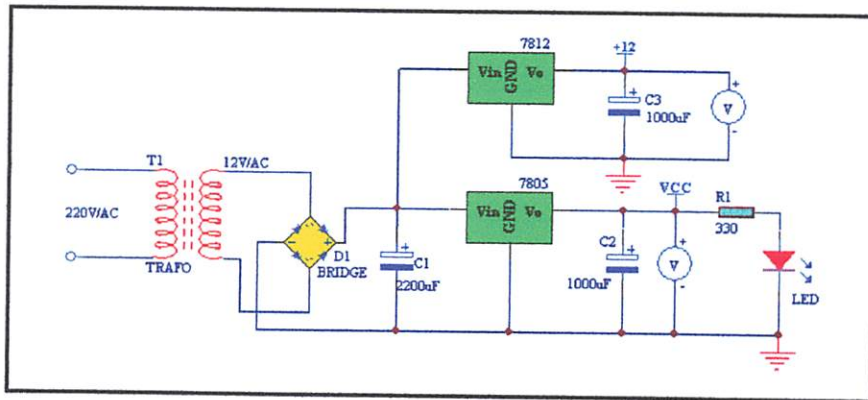 7812
+12
Vin GND Vo
+
C3
1000uF
+
V
-
T1
12V/AC
220V/AC
TRAFO
- +
D1
BRIDGE
+
C1
2200uF
7805
Vin GND Vo
VCC
R1
330
+
C2
1000uF
+
V
-
LED